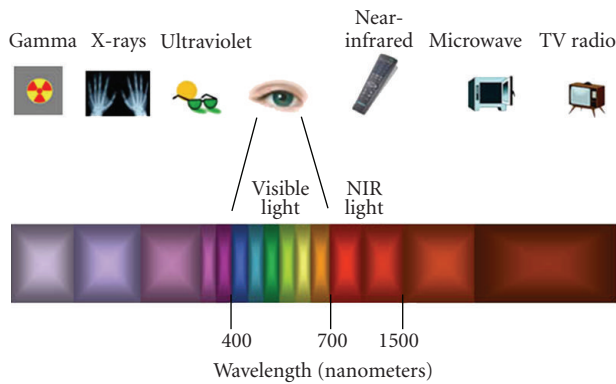 Gamma
X-rays
Ultraviolet
Near-
infrared
Microwave
TV radio
Visible
light
NIR
light
400
700
1500
Wavelength (nanometers)